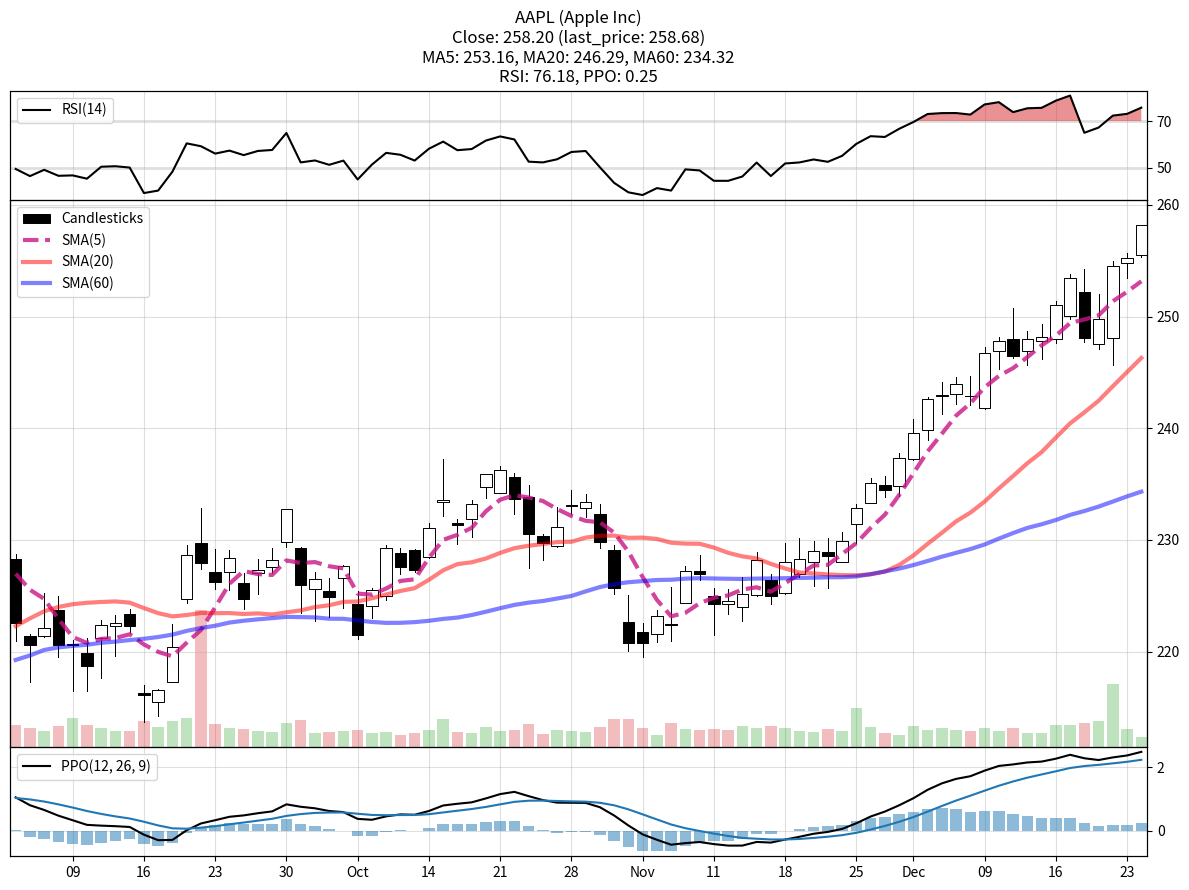 AAPL (Apple Inc)
Close: 258.20 (last_price: 258.68)
MA5: 253.16, MA20: 246.29, MA60: 234.32
RSI: 76.18, PPO: 0.25
RSI(14)
70
50
260
Candlesticks
SMA(5)
SMA(20)
SMA(60)
250
240
230
220
PPO(12, 26, 9)
2
0
09 16 23 30 Oct 14 21 28 Nov 11 18 25 Dec 09 16 23